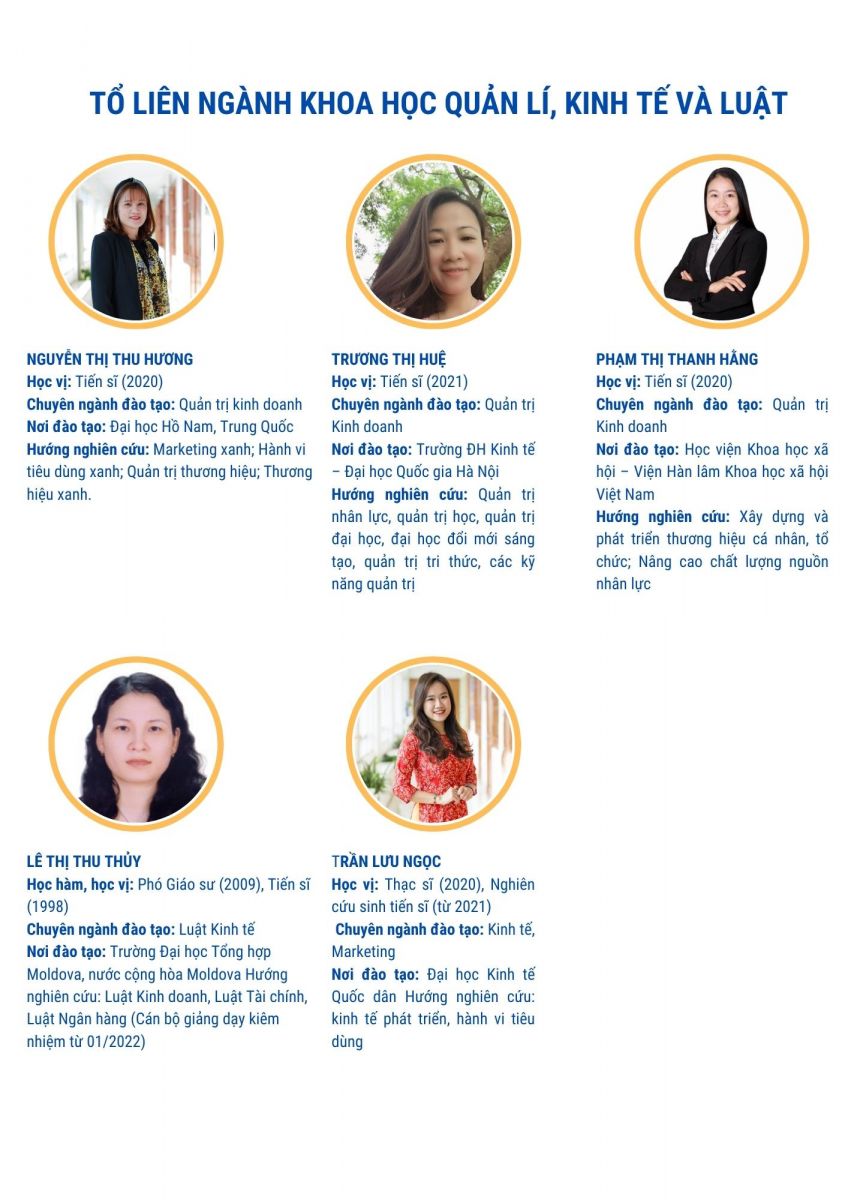 TỔ LIÊN NGÀNH KHOA HỌC QUẢN LÍ, KINH TẾ VÀ LUẬT
NGUYỄN THỊ THU HƯƠNG
Học vị: Tiến sĩ (2020)
Chuyên ngành đào tạo: Quản trị kinh doanh
Nơi đào tạo: Đại học Hồ Nam, Trung Quốc
Hướng nghiên cứu: Marketing xanh; Hành vi
tiêu dùng xanh; Quản trị thương hiệu; Thương
hiệu xanh.
TRƯƠNG THỊ HUỆ
Học vị: Tiến sĩ (2021)
Chuyên ngành đào tạo: Quản trị
Kinh doanh
Nơi đào tạo: Trường ĐH Kinh tế
– Đại học Quốc gia Hà Nội
Hướng nghiên cứu: Quản trị
nhân lực, quản trị học, quản trị
đại học, đại học đổi mới sáng
tạo, quản trị tri thức, các kỹ
năng quản trị
PHẠM THỊ THANH HẰNG
Học vị: Tiến sĩ (2020)
Chuyên ngành đào tạo: Quản trị
Kinh doanh
Nơi đào tạo: Học viện Khoa học xã
hội – Viện Hàn lâm Khoa học xã hội
Việt Nam
Hướng nghiên cứu: Xây dựng và
phát triển thương hiệu cá nhân, tổ
chức; Nâng cao chất lượng nguồn
nhân lực
LÊ THỊ THU THỦY
Học hàm, học vị: Phó Giáo sư (2009), Tiến sĩ
(1998)
Chuyên ngành đào tạo: Luật Kinh tế
Nơi đào tạo: Trường Đại học Tổng hợp
Moldova, nước cộng hòa Moldova Hướng
nghiên cứu: Luật Kinh doanh, Luật Tài chính,
Luật Ngân hàng (Cán bộ giảng dạy kiêm
nhiệm từ 01/2022)
TRẦN LƯU NGỌC
Học vị: Thạc sĩ (2020), Nghiên
cứu sinh tiến sĩ (từ 2021)
Chuyên ngành đào tạo: Kinh tế,
Marketing
Nơi đào tạo: Đại học Kinh tế
Quốc dân Hướng nghiên cứu:
kinh tế phát triển, hành vi tiêu
dùng